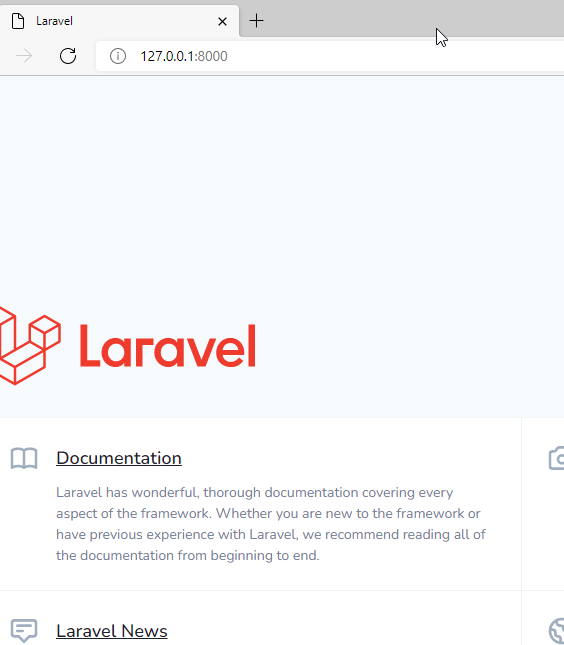 Laravel
127.0.0.1:8000
Laravel
Documentation
Laravel has wonderful, thorough documentation covering every
aspect of the framework. Whether you are new to the framework or
have previous experience with Laravel, we recommend reading all of
the documentation from beginning to end.
Laravel News